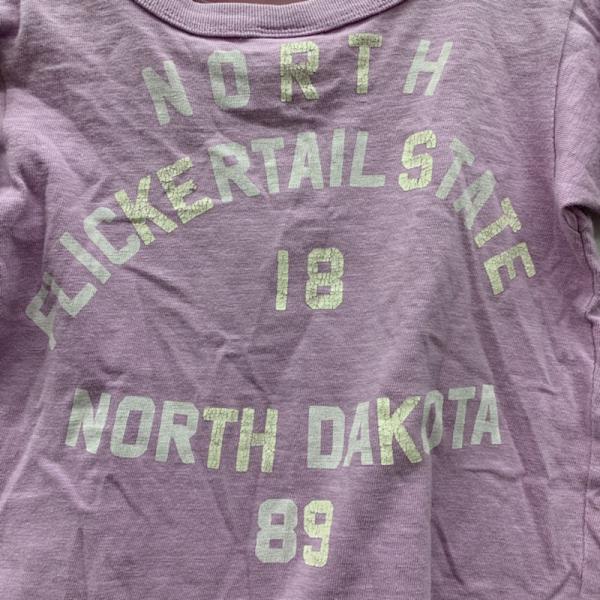 NORTH
FLICKERTAIL STATE
18
NORTH DAKOTA
89